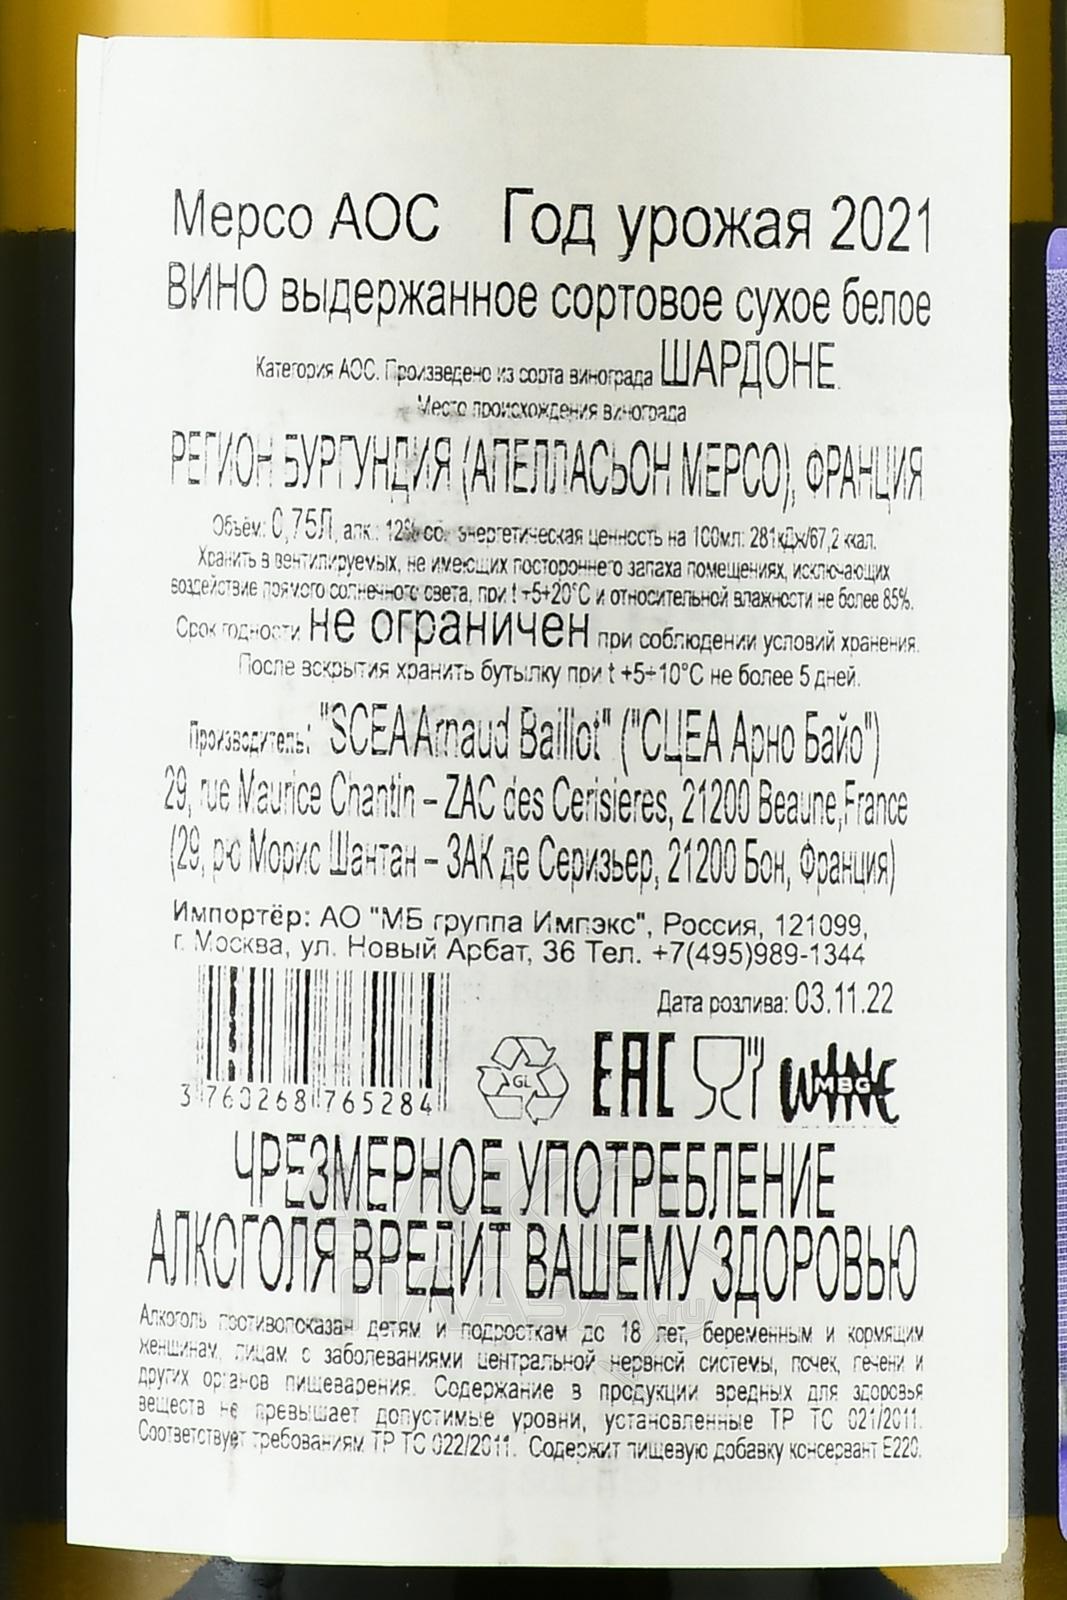 Мерсо АОС Год урожая 2021
ВИНО выдержанное сортовое сухое белое
Категория АОС. Произведено из сорта винограда ШАРДОНЕ.
Место происхождения винограда
РЕГИОН БУРГУНДИЯ (АПЕЛЛАСЬОН МЕРСО), ФРАНЦИЯ
Объём: 0,75Л, алк.: 12% об. энергетическая ценность на 100мл: 281кДж/67,2 ккал.
Хранить в вентилируемых, не имеющих постороннего запаха помещениях, исключающих
воздействие прямого солнечного света, при t +5+20°С и относительной влажности не более 85%.
Срок годности не ограничен при соблюдении условий хранения.
После вскрытия хранить бутылку при t +5+10°С не более 5 дней.
Производитель: "SCEA Arnaud Baillot" ("СЦЕА Арно Байо")
29, rue Maurice Chantin – ZAC des Cerisieres, 21200 Beaune,France
(29, рю Морис Шантан – ЗАК де Серизьер, 21200 Бон, Франция)
Импортёр: АО "МБ группа Импэкс", Россия, 121099,
г. Москва, ул. Новый Арбат, 36 Тел. +7(495)989-1344
Дата розлива: 03.11.22
3 760268 765284
GL
EAC
WINE
MBG
ЧРЕЗМЕРНОЕ УПОТРЕБЛЕНИЕ
АЛКОГОЛЯ ВРЕДИТ ВАШЕМУ ЗДОРОВЬЮ
Алкоголь противопоказан детям и подросткам до 18 лет, беременным и кормящим
женщинам, лицам с заболеваниями центральной нервной системы, почек, печени и
других органов пищеварения. Содержание в продукции вредных для здоровья
веществ не превышает допустимые уровни, установленные ТР ТС 021/2011.
Соответствует требованиям ТР ТС 022/2011. Содержит пищевую добавку консервант Е220.